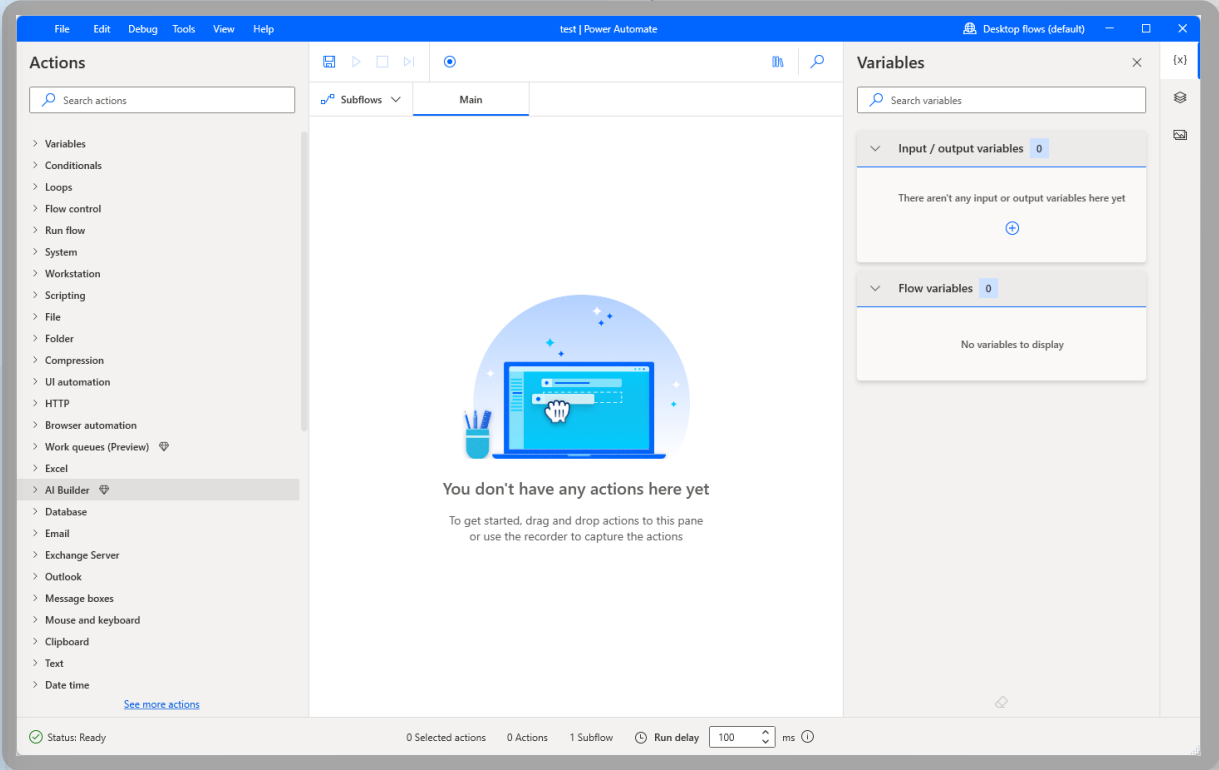 File Edit Debug Tools View Help
test | Power Automate
Desktop flows (default)
Actions
Search actions
Variables
Conditionals
Loops
Flow control
Run flow
System
Workstation
Scripting
File
Folder
Compression
UI automation
HTTP
Browser automation
Work queues (Preview)
Excel
AI Builder
Database
Email
Exchange Server
Outlook
Message boxes
Mouse and keyboard
Clipboard
Text
Date time
See more actions
Subflows
Main
You don't have any actions here yet
To get started, drag and drop actions to this pane
or use the recorder to capture the actions
Variables
{x}
Search variables
Input / output variables 0
There aren't any input or output variables here yet
Flow variables 0
No variables to display
Status: Ready
0 Selected actions
0 Actions
1 Subflow
Run delay 100 ms